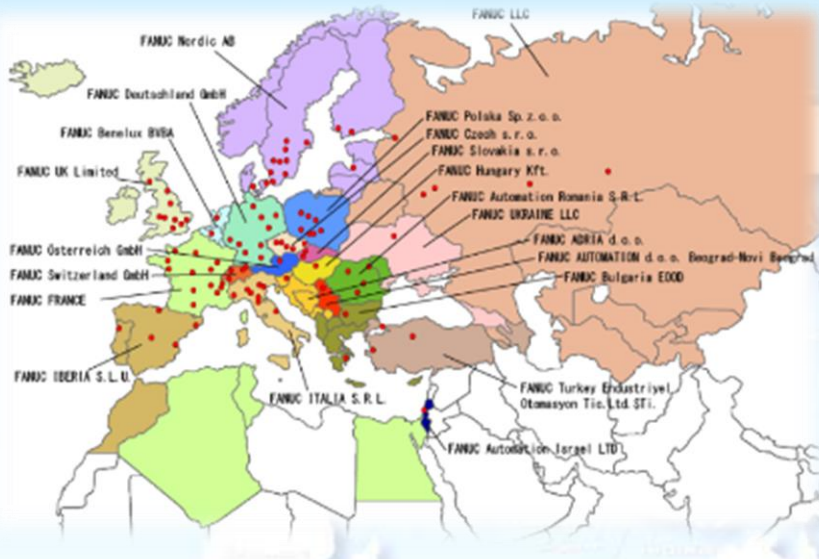 FANUC LLC
FANUC Nordic AB
FANUC Deutschland GmbH
FANUC Benelux BVBA
FANUC UK Limited
FANUC Polska Sp.z.o.o.
FANUC Czech s.r.o.
FANUC Slovakia s.r.o.
FANUC Hungary Kft.
FANUC Automation Romania S.R.L.
FANUC UKRAINE LLC
FANUC ADRIA d.o.o.
FANUC AUTOMATION d.o.o. Beograd-Novi Beograd
FANUC Bulgaria EOOD
FANUC Österreich GmbH
FANUC Switzerland GmbH
FANUC FRANCE
FANUC IBERIA S.L.U.
FANUC ITALIA S.R.L.
FANUC Turkey Endustriyel
Otomasyon Tic.Ltd.STi.
FANUC Automation Israel LTD